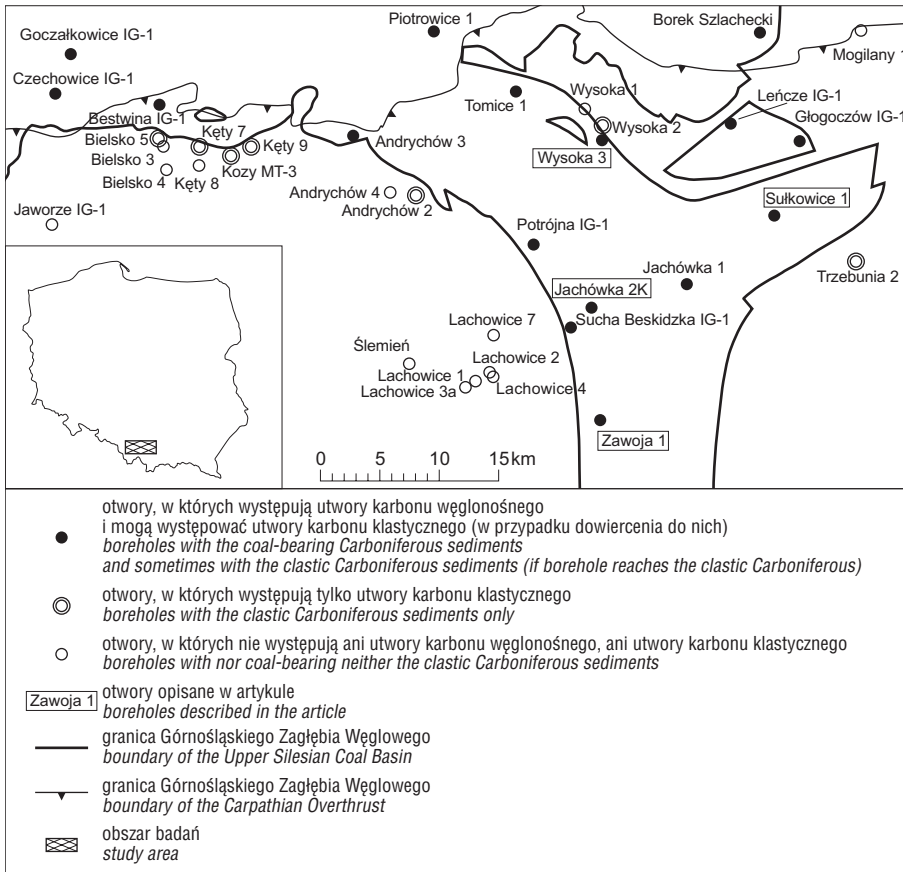 Piotrowice 1
Borek Szlachecki
Goczałkowice IG-1
Mogilany 1
Czechowice IG-1
Tomice 1
Wysoka 1
Leńcze IG-1
Bestwina IG-1
Głogoczów IG-1
Bielsko 5
Kęty 7
Wysoka 2
Bielsko 3
Kęty 9
Andrychów 3
Wysoka 3
Bielsko 4
Kęty 8
Kozy MT-3
Andrychów 4
Andrychów 2
Sułkowice 1
Jaworze IG-1
Potrójna IG-1
Jachówka 1
Trzebunia 2
Jachówka 2K
Lachowice 7
Sucha Beskidzka IG-1
Ślemień
Lachowice 2
Lachowice 1
Lachowice 4
Lachowice 3a
Zawoja 1
0 5 10 15 km
otwory, w których występują utwory karbonu węglonośnego
i mogą występować utwory karbonu klastycznego (w przypadku dowiercenia do nich)
boreholes with the coal-bearing Carboniferous sediments
and sometimes with the clastic Carboniferous sediments (if borehole reaches the clastic Carboniferous)
otwory, w których występują tylko utwory karbonu klastycznego
boreholes with the clastic Carboniferous sediments only
otwory, w których nie występują ani utwory karbonu węglonośnego, ani utwory karbonu klastycznego
boreholes with nor coal-bearing neither the clastic Carboniferous sediments
Zawoja 1
otwory opisane w artykule
boreholes described in the article
granica Górnośląskiego Zagłębia Węglowego
boundary of the Upper Silesian Coal Basin
granica Górnośląskiego Zagłębia Węglowego
boundary of the Carpathian Overthrust
obszar badań
study area